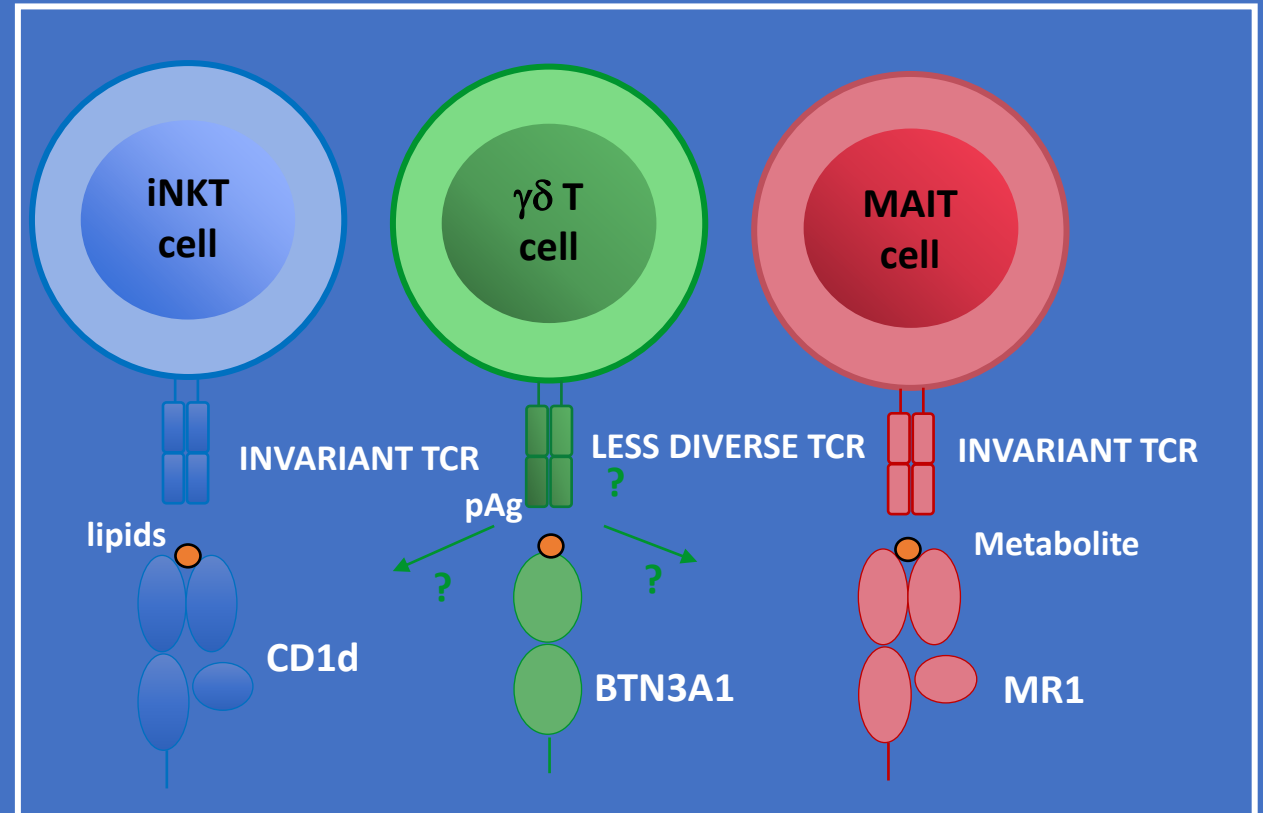 iNKT
cell
γδ T
cell
MAIT
cell
INVARIANT TCR
LESS DIVERSE TCR
INVARIANT TCR
?
pAg
lipids
Metabolite
?
?
CD1d
BTN3A1
MR1